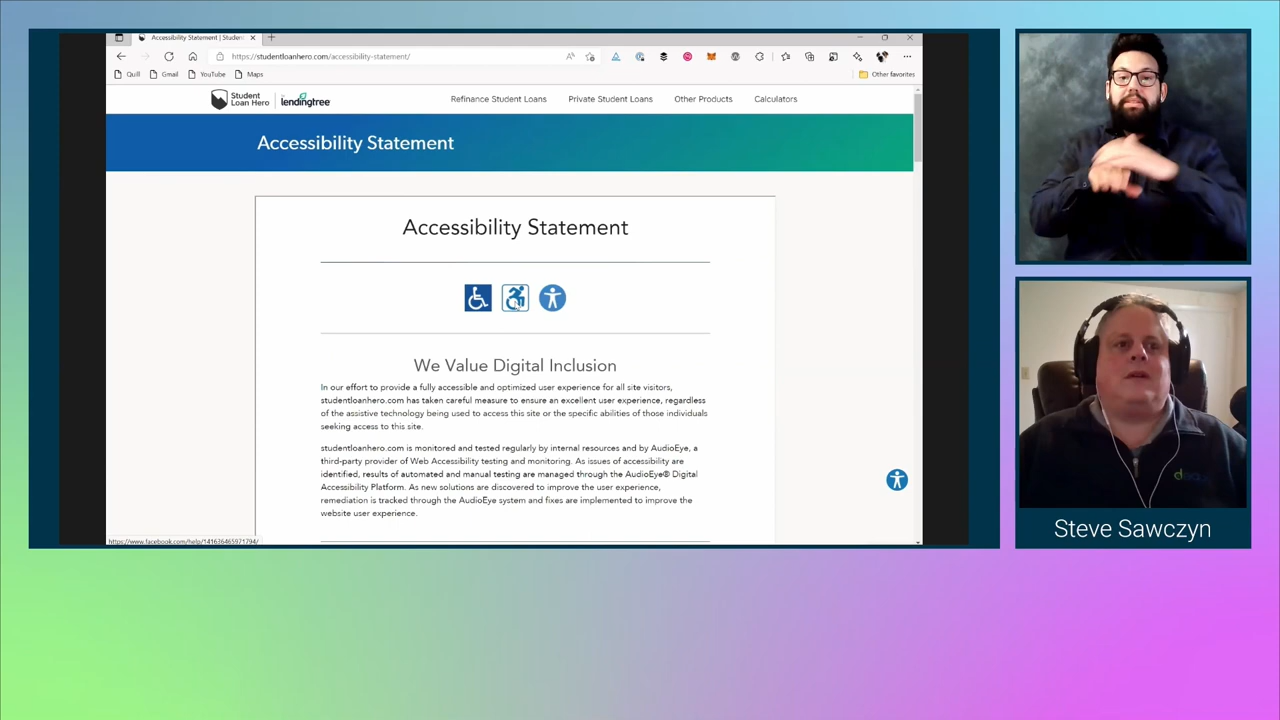 Accessibility Statement | Studen
https://studentloanhero.com/accessibility-statement/
Quill
Gmail
YouTube
Maps
Other favorites
Student
Loan Hero
lendingtree
Refinance Student Loans
Private Student Loans
Other Products
Calculators
Accessibility Statement
Accessibility Statement
We Value Digital Inclusion
In our effort to provide a fully accessible and optimized user experience for all site visitors,
studentloanhero.com has taken careful measure to ensure an excellent user experience, regardless
of the assistive technology being used to access this site or the specific abilities of those individuals
seeking access to this site.
studentloanhero.com is monitored and tested regularly by internal resources and by AudioEye, a
third-party provider of Web Accessibility testing and monitoring. As issues of accessibility are
identified, results of automated and manual testing are managed through the AudioEye® Digital
Accessibility Platform. As new solutions are discovered to improve the user experience,
remediation is tracked through the AudioEye system and fixes are implemented to improve the
website user experience.
https://www.facebook.com/help/141636465971794/
Steve Sawczyn